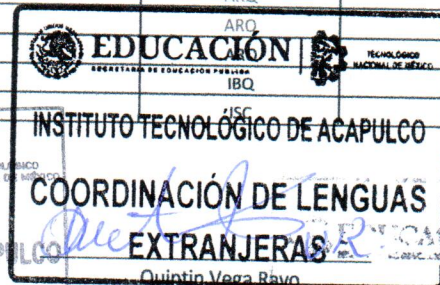 ARQ
EDUCACIÓN
SECRETARÍA DE EDUCACIÓN PÚBLICA
TECNOLÓGICO
NACIONAL DE MÉXICO
IBQ
ISC
INSTITUTO TECNOLÓGICO DE ACAPULCO
COORDINACIÓN DE LENGUAS
EXTRANJERAS
Quintin Vega Rayo